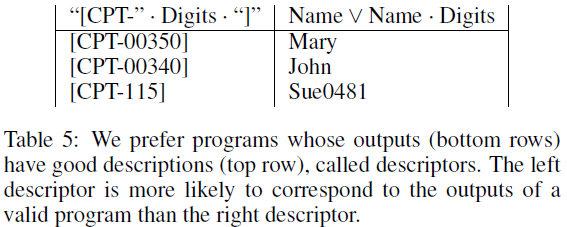 “[CPT-” · Digits · “]” Name ∨ Name · Digits
[CPT-00350] Mary
[CPT-00340] John
[CPT-115] Sue0481
Table 5: We prefer programs whose outputs (bottom rows)
have good descriptions (top row), called descriptors. The left
descriptor is more likely to correspond to the outputs of a
valid program than the right descriptor.